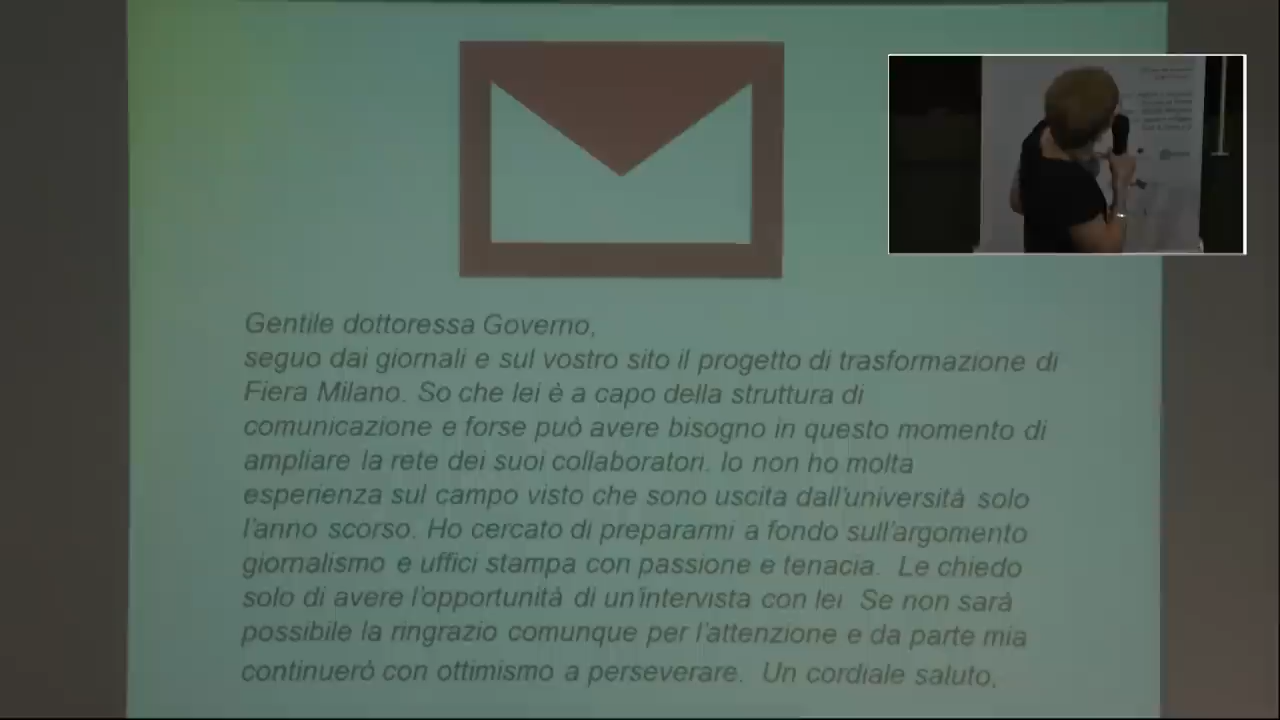 Gentile dottoressa Governo,
seguo dai giornali e sul vostro sito il progetto di trasformazione di
Fiera Milano. So che lei è a capo della struttura di
comunicazione e forse può avere bisogno in questo momento di
ampliare la rete dei suoi collaboratori. Io non ho molta
esperienza sul campo visto che sono uscita dall'università solo
l'anno scorso. Ho cercato di prepararmi a fondo sull'argomento
giornalismo e uffici stampa con passione e tenacia. Le chiedo
solo di avere l'opportunità di un'intervista con lei Se non sarà
possibile la ringrazio comunque per l'attenzione e da parte mia
continuerò con ottimismo a perseverare. Un cordiale saluto,